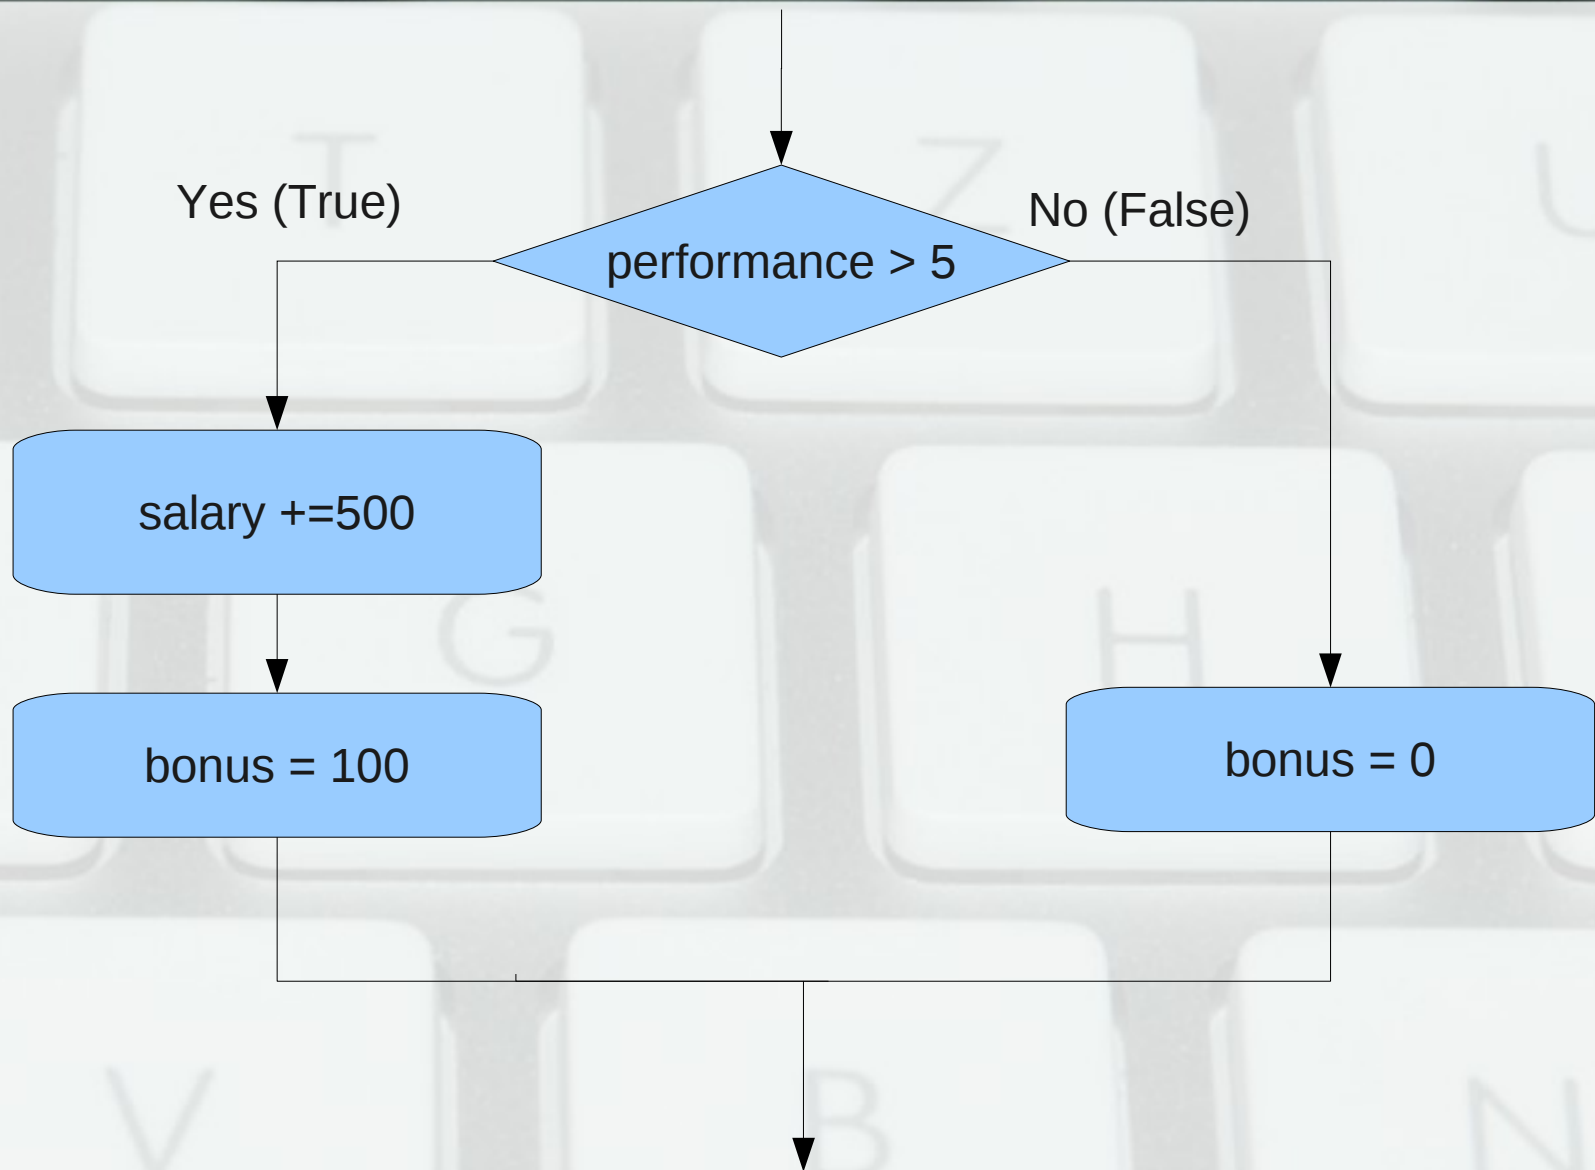 Yes (True)
No (False)
performance > 5
salary +=500
bonus = 100
bonus = 0
T
Z
U
G
H
V
B
N